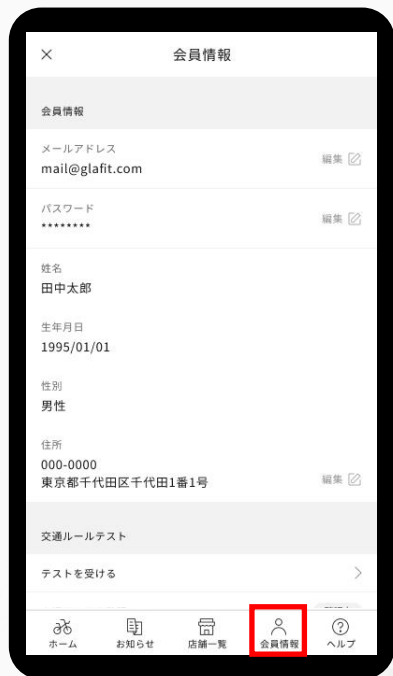 × 会員情報
会員情報
メールアドレス
mail@glafit.com
編集
パスワード
********
編集
姓名
田中太郎
生年月日
1995/01/01
性別
男性
住所
000-0000
東京都千代田区千代田1番1号
編集
交通ルールテスト
テストを受ける
ホーム お知らせ 店舗一覧 会員情報 ヘルプ